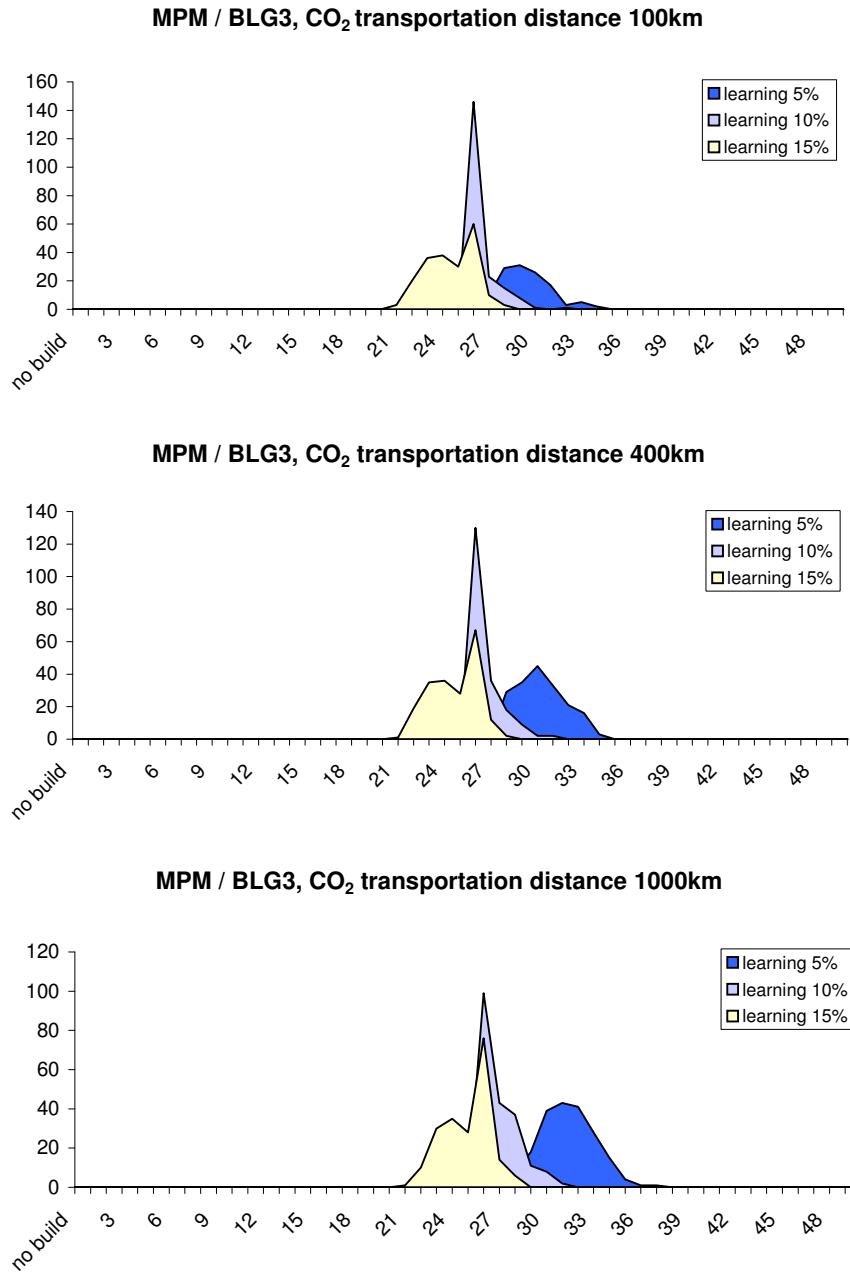 MPM / BLG3, CO₂ transportation distance 100km
160
140
120
100
80
60
40
20
0
learning 5%
learning 10%
learning 15%
no build 3 6 9 12 15 18 21 24 27 30 33 36 39 42 45 48
MPM / BLG3, CO₂ transportation distance 400km
140
120
100
80
60
40
20
0
learning 5%
learning 10%
learning 15%
no build 3 6 9 12 15 18 21 24 27 30 33 36 39 42 45 48
MPM / BLG3, CO₂ transportation distance 1000km
120
100
80
60
40
20
0
learning 5%
learning 10%
learning 15%
no build 3 6 9 12 15 18 21 24 27 30 33 36 39 42 45 48